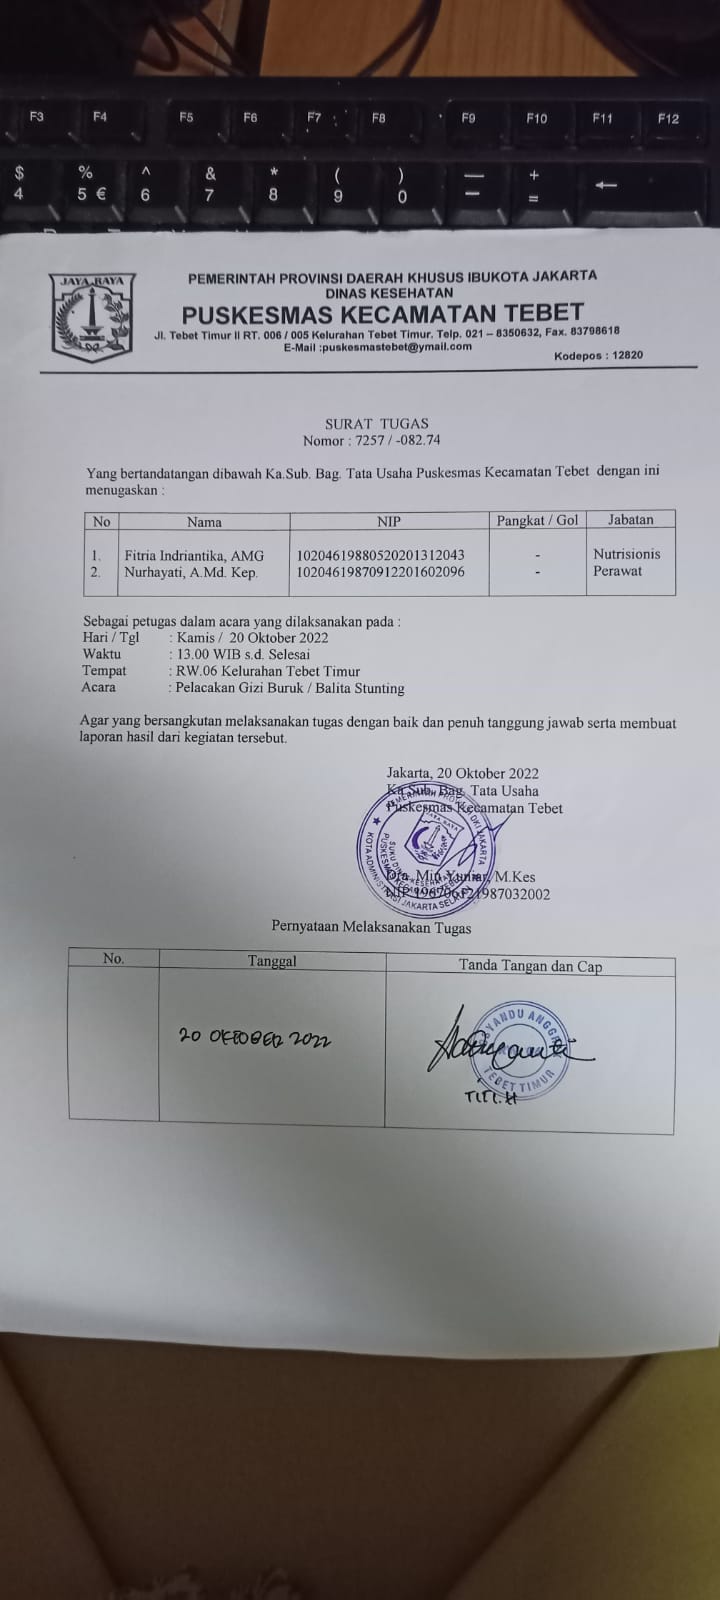 F3 F4 F5 F6 F7 F8 F9 F10 F11 F12
$ % ^ & * ( ) — +
4 5 € 6 7 8 9 0 – = ←
JAYA RAYA
PEMERINTAH PROVINSI DAERAH KHUSUS IBUKOTA JAKARTA
DINAS KESEHATAN
PUSKESMAS KECAMATAN TEBET
Jl. Tebet Timur II RT. 006 / 005 Kelurahan Tebet Timur. Telp. 021 – 8350632, Fax. 83798618
E-Mail :puskesmastebet@ymail.com
Kodepos : 12820
SURAT TUGAS
Nomor : 7257 / -082.74
Yang bertandatangan dibawah Ka.Sub. Bag. Tata Usaha Puskesmas Kecamatan Tebet dengan ini
menugaskan :
No Nama NIP Pangkat / Gol Jabatan
1. Fitria Indriantika, AMG 10204619880520201312043 - Nutrisionis
2. Nurhayati, A.Md. Kep. 10204619870912201602096 - Perawat
Sebagai petugas dalam acara yang dilaksanakan pada :
Hari / Tgl : Kamis / 20 Oktober 2022
Waktu : 13.00 WIB s.d. Selesai
Tempat : RW.06 Kelurahan Tebet Timur
Acara : Pelacakan Gizi Buruk / Balita Stunting
Agar yang bersangkutan melaksanakan tugas dengan baik dan penuh tanggung jawab serta membuat
laporan hasil dari kegiatan tersebut.
Jakarta, 20 Oktober 2022
Ka.Sub. Bag. Tata Usaha
Puskesmas Kecamatan Tebet
KOTA ADMINISTRASI JAKARTA SELATAN
M.Kes
Pernyataan Melaksanakan Tugas
No. Tanggal Tanda Tangan dan Cap
20 OKTOBER 2022
TEBET TIMUR
TITI.H